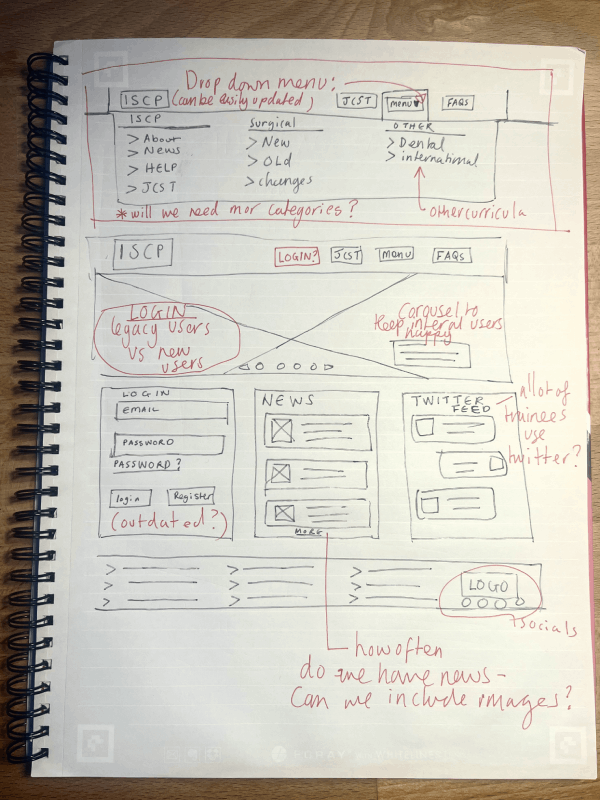 Drop down menu:
ISCP (can be easily updated) JCST menu FAQs
ISCP Surgical OTHER
> About > New > Dental
> News > OLd > international
> HELP > changes
> JCST
*will we need mor categories? other curricula
ISCP LOGIN? JCST menu FAQs
LOGIN
legacy users
vs new
users
Carousel to
keep interal users
happy
LOGIN
EMAIL
PASSWORD
PASSWORD?
login Register
(outdated?)
NEWS
MORE
TWITTER
FEED
allot of
trainees
use
twitter?
LOGO
+socials
how often
do we have news -
Can we include images?